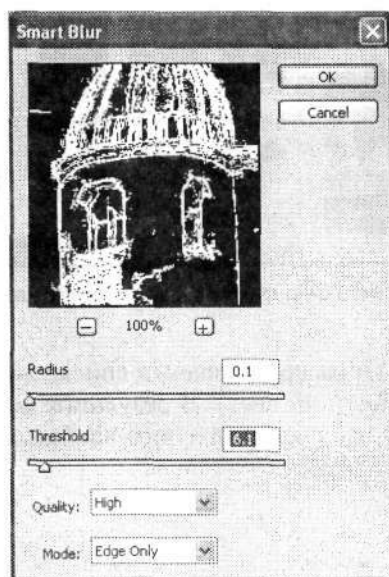 Smart Blur
OK
Cancel
100%
Radius 0.1
Threshold 6.1
Quality: High
Mode: Edge Only